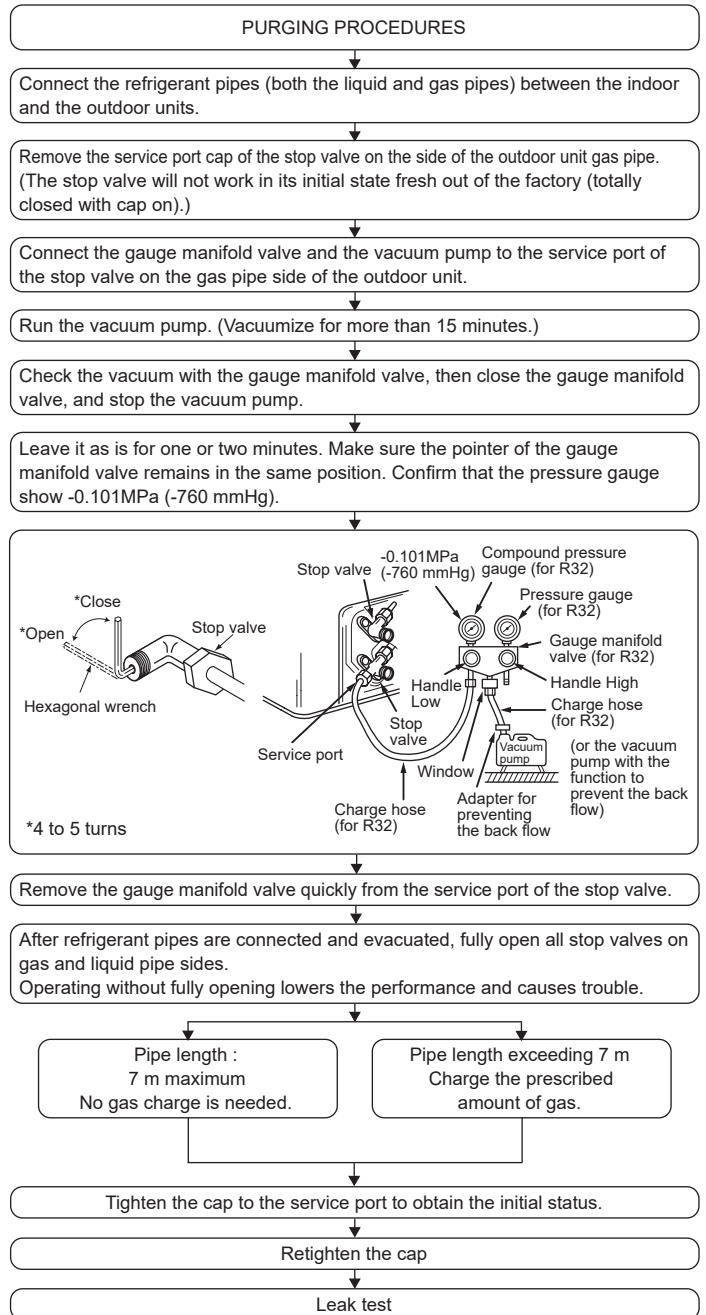 PURGING PROCEDURES
Connect the refrigerant pipes (both the liquid and gas pipes) between the indoor
and the outdoor units.
Remove the service port cap of the stop valve on the side of the outdoor unit gas pipe.
(The stop valve will not work in its initial state fresh out of the factory (totally
closed with cap on).)
Connect the gauge manifold valve and the vacuum pump to the service port of
the stop valve on the gas pipe side of the outdoor unit.
Run the vacuum pump. (Vacuumize for more than 15 minutes.)
Check the vacuum with the gauge manifold valve, then close the gauge manifold
valve, and stop the vacuum pump.
Leave it as is for one or two minutes. Make sure the pointer of the gauge
manifold valve remains in the same position. Confirm that the pressure gauge
show -0.101MPa (-760 mmHg).
*Close
*Open
Stop valve
Hexagonal wrench
*4 to 5 turns
Stop valve
-0.101MPa
(-760 mmHg)
Compound pressure
gauge (for R32)
Pressure gauge
(for R32)
Gauge manifold
valve (for R32)
Handle
Low
Handle High
Stop
valve
Service port
Charge hose
(for R32)
Window
Charge hose
(for R32)
Vacuum
pump
Adapter for
preventing
the back flow
(or the vacuum
pump with the
function to
prevent the back
flow)
Remove the gauge manifold valve quickly from the service port of the stop valve.
After refrigerant pipes are connected and evacuated, fully open all stop valves on
gas and liquid pipe sides.
Operating without fully opening lowers the performance and causes trouble.
Pipe length :
7 m maximum
No gas charge is needed.
Pipe length exceeding 7 m
Charge the prescribed
amount of gas.
Tighten the cap to the service port to obtain the initial status.
Retighten the cap
Leak test